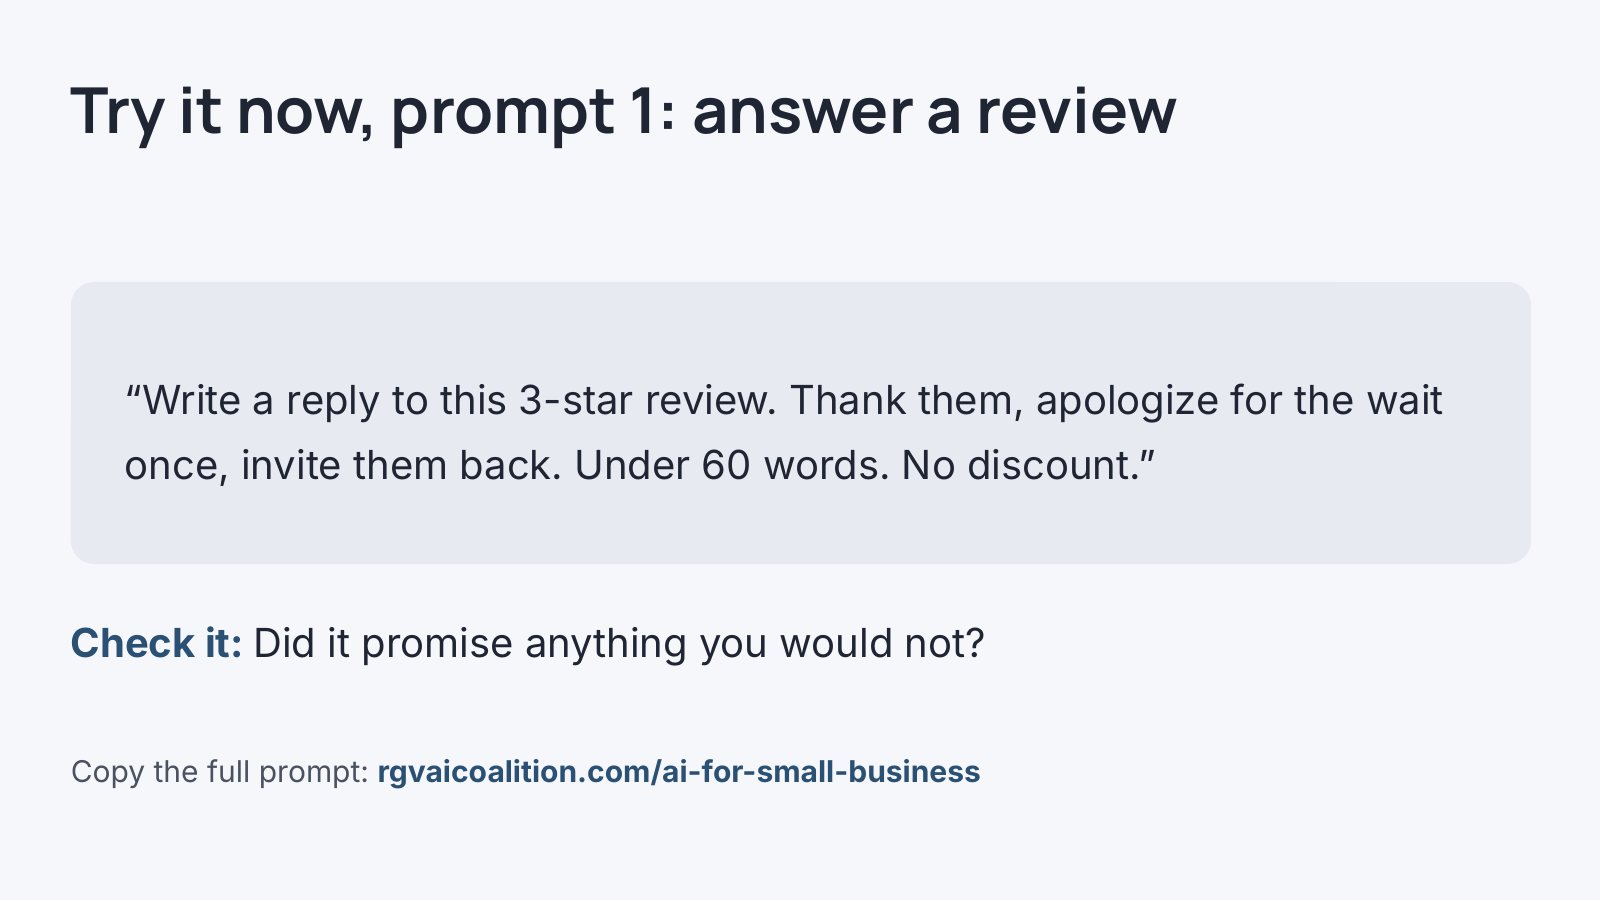 Try it now, prompt 1: answer a review
“Write a reply to this 3-star review. Thank them, apologize for the wait
once, invite them back. Under 60 words. No discount.”
Check it: Did it promise anything you would not?
Copy the full prompt: rgvaicoalition.com/ai-for-small-business